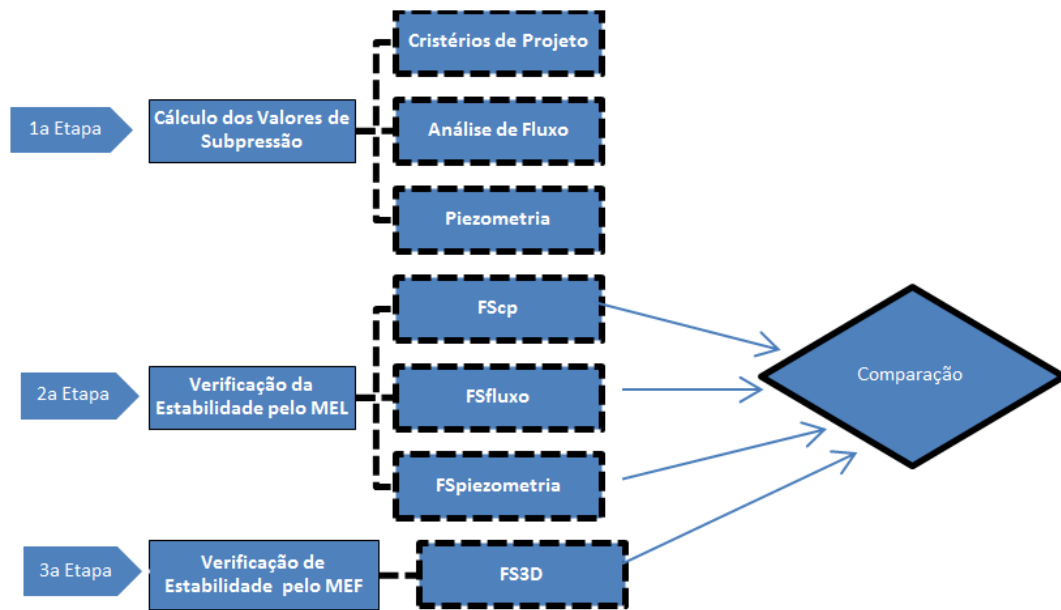 Cristérios de Projeto
1a Etapa
Cálculo dos Valores de
Subpressão
Análise de Fluxo
Piezometria
FScp
2a Etapa
Verificação da
Estabilidade pelo MEL
FSfluxo
Comparação
FSpiezometria
3a Etapa
Verificação de
Estabilidade pelo MEF
FS3D